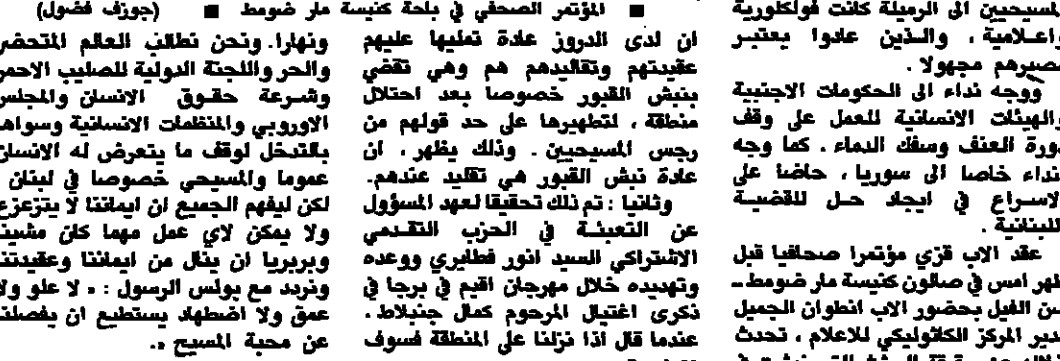 ■ المؤتمر الصحفي في باحة كنيسة مار ضومط ■ (جوزف فضول)
المسيحيين الى الرميلة كانت فولكلورية
واعلامية ، والذين عادوا يعتبر
مصيرهم مجهولا .
ووجه نداء الى الحكومات الاجنبية
والهيئات الانسانية للعمل على وقف
دورة العنف وسفك الدماء . كما وجه
نداء خاصا الى سوريا ، حاضا على
الاسراع في ايجاد حل للقضية
اللبنانية .
عقد الاب قزي مؤتمرا صحافيا قبل
ظهر امس في صالون كنيسة مار ضومط ـ
سن الفيل بحضور الاب انطوان الجميل
مدير المركز الكاثوليكي للاعلام ، تحدث
ان لدى الدروز عادة تمليها عليهم
عقيدتهم وتقاليدهم هم وهي تقضي
بنبش القبور خصوصا بعد احتلال
منطقة ، لتطهيرها على حد قولهم من
رجس المسيحيين . وذلك يظهر ، ان
عادة نبش القبور هي تقليد عندهم.
وثانيا : تم ذلك تحقيقا لعهد المسؤول
عن التعبئة في الحزب التقدمي
الاشتراكي السيد انور فطايري ووعده
وتهديده خلال مهرجان اقيم في برجا في
ذكرى اغتيال المرحوم كمال جنبلاط .
عندما قال اذا نزلنا على المنطقة فسوف
ونهارا. ونحن نطالب العالم المتحضر
والحر واللجنة الدولية للصليب الاحمر
وشرعة حقوق الانسان والمجلس
الاوروبي والمنظمات الانسانية وسواها
بالتدخل لوقف ما يتعرض له الانسان
عموما والمسيحي خصوصا في لبنان .
لكن ليفهم الجميع ان ايماننا لا يتزعزع
ولا يمكن لاي عمل مهما كان مشينا
وبربريا ان ينال من ايماننا وعقيدتنا
ونردد مع بولس الرسول : « لا علو ولا
عمق ولا اضطهاد يستطيع ان يفصلنا
عن محبة المسيح ».